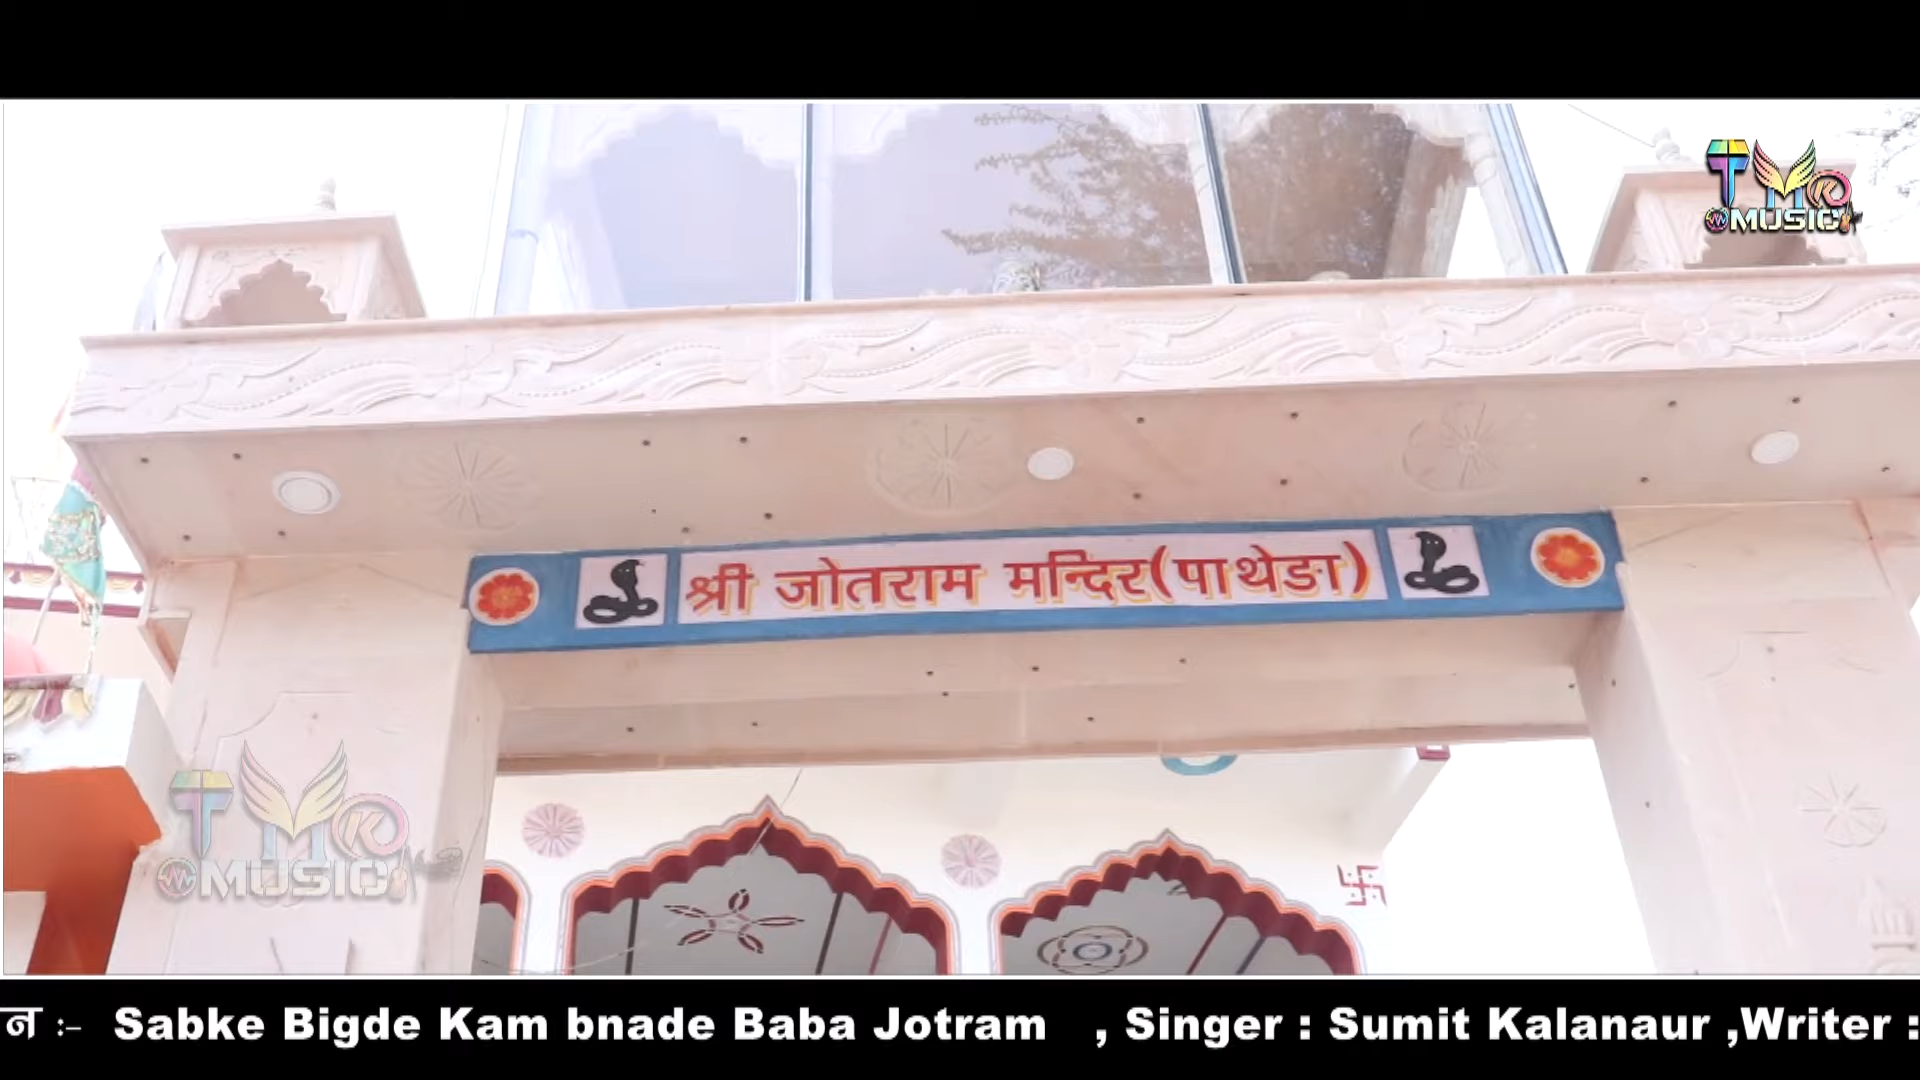 TMK
MUSIC
श्री जोतराम मन्दिर(पाथेङा)
TMK
MUSIC
न :- Sabke Bigde Kam bnade Baba Jotram , Singer : Sumit Kalanaur ,Writer :